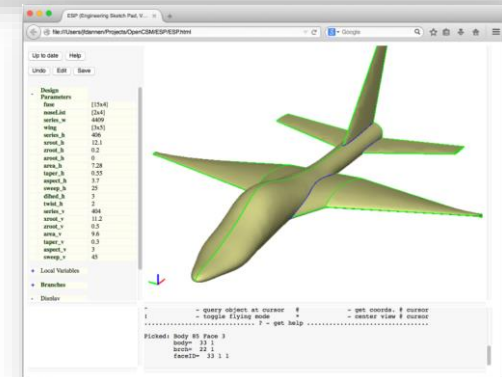 ESP (Engineering Sketch Pad, V...
file:///Users/jfdannen/Projects/OpenCSM/ESP/ESP.html
Google
Up to date Help
Undo Edit Save
- Design Parameters
fuse [15x4]
noseList [2x4]
series_w 4409
wing [3x5]
series_h 406
xroot_h 12.1
zroot_h 0.2
aroot_h 0
area_h 7.28
taper_h 0.55
aspect_h 3.7
sweep_h 25
dihed_h 3
twist_h 2
series_v 404
xroot_v 11.2
zroot_v 0.5
area_v 9.6
taper_v 0.3
aspect_v 3
sweep_v 45
+ Local Variables
+ Branches
- Display
^ - query object at cursor @ - get coords. @ cursor
! - toggle flying mode * - center view @ cursor
............................. ? - get help .................................
Picked: Body 85 Face 3
body= 33 1
brch= 22 1
faceID= 33 1 1